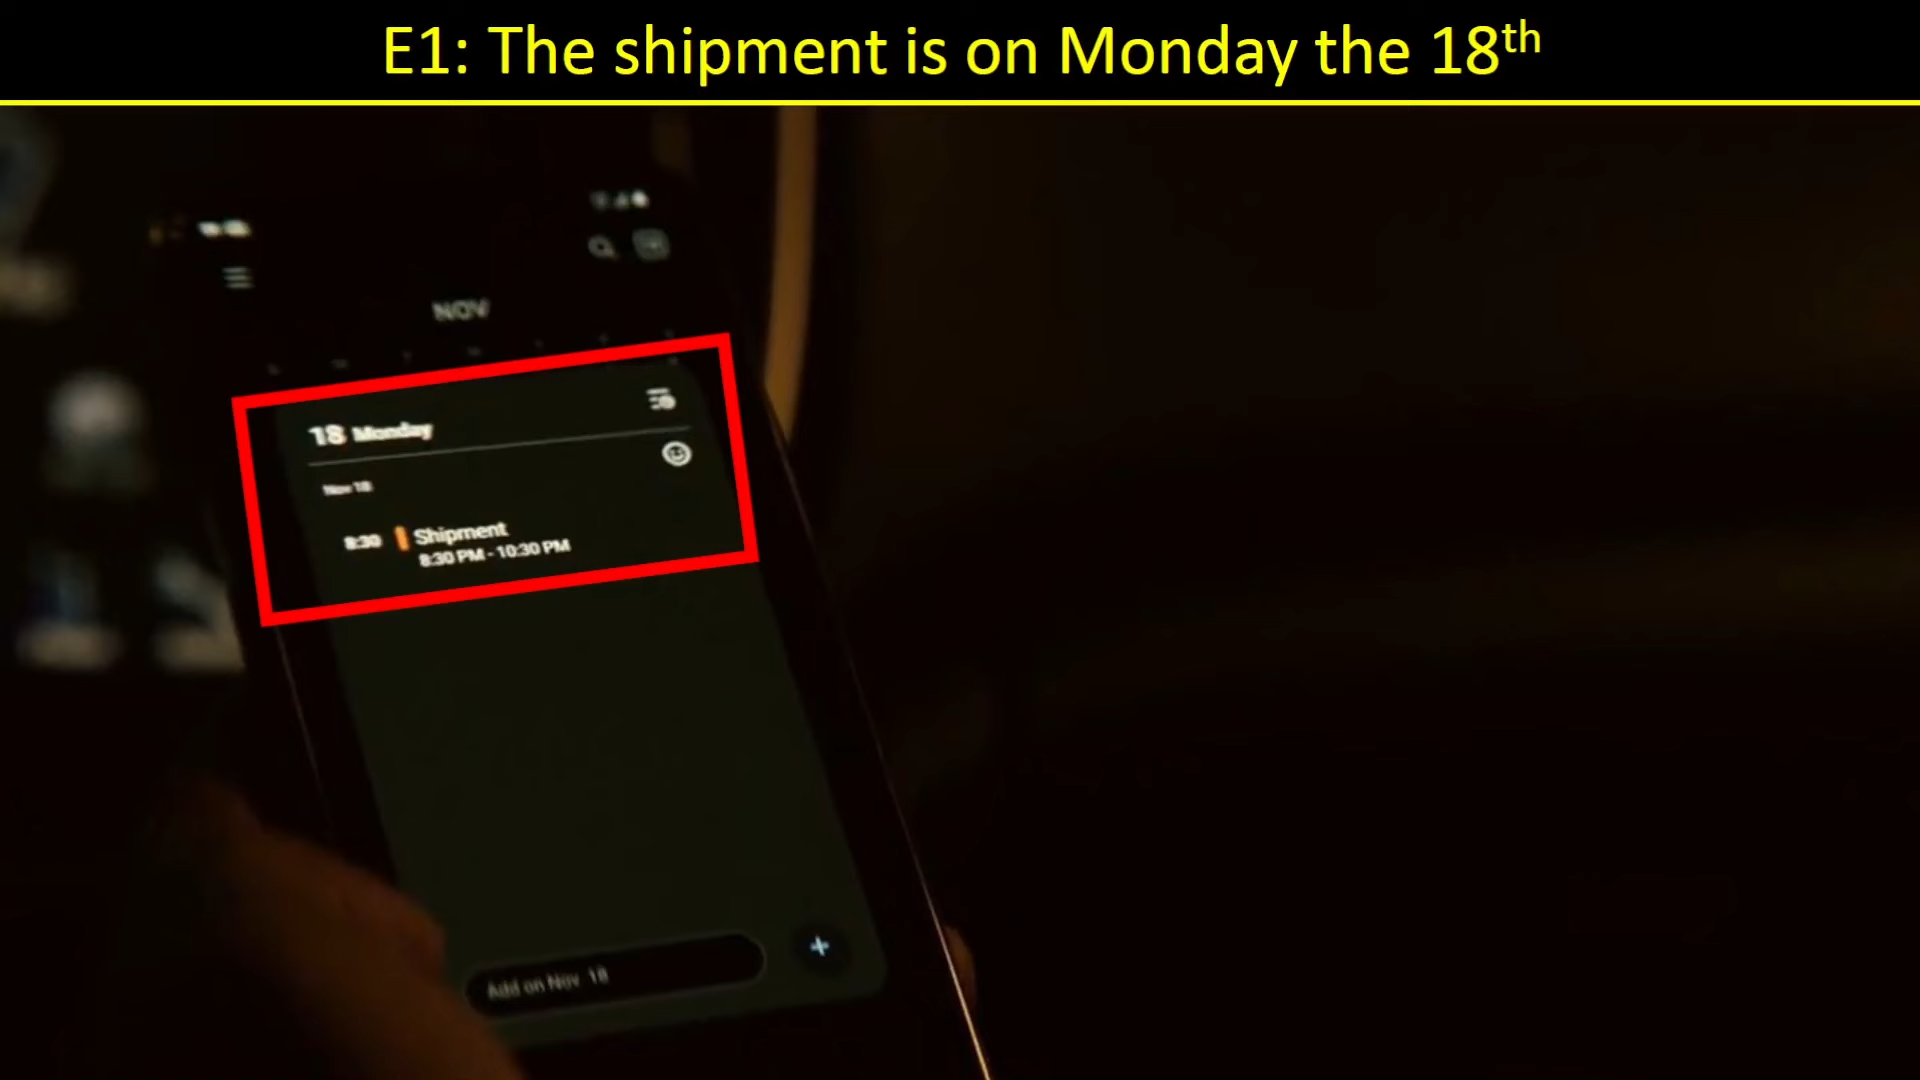 E1: The shipment is on Monday the 18th
NOV
18 Monday
Nov 18
8:30 Shipment
8:30 PM - 10:30 PM
Add on Nov 18